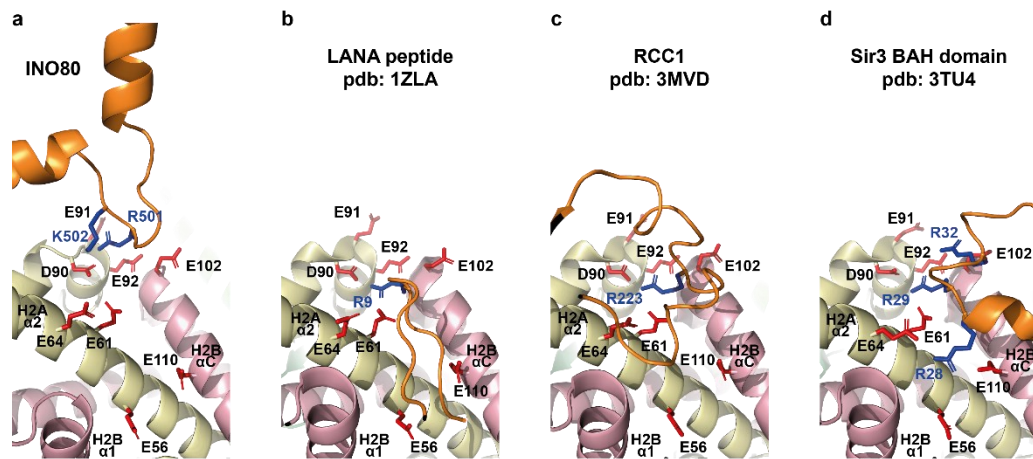 a
INO80
E91
R501
K502
D90
E92
E102
H2A
α2
E64
E61
H2B
αC
E110
H2B
α1
E56
b
LANA peptide
pdb: 1ZLA
E91
E92
D90
E102
R9
H2A
α2
E64
E61
H2B
αC
E110
H2B
α1
E56
c
RCC1
pdb: 3MVD
E91
E92
E102
D90
R223
H2A
α2
E64
E61
H2B
αC
E110
H2B
α1
E56
d
Sir3 BAH domain
pdb: 3TU4
E91
R32
E92
E102
D90
R29
H2A
α2
E64
E61
H2B
αC
E110
R28
H2B
α1
E56